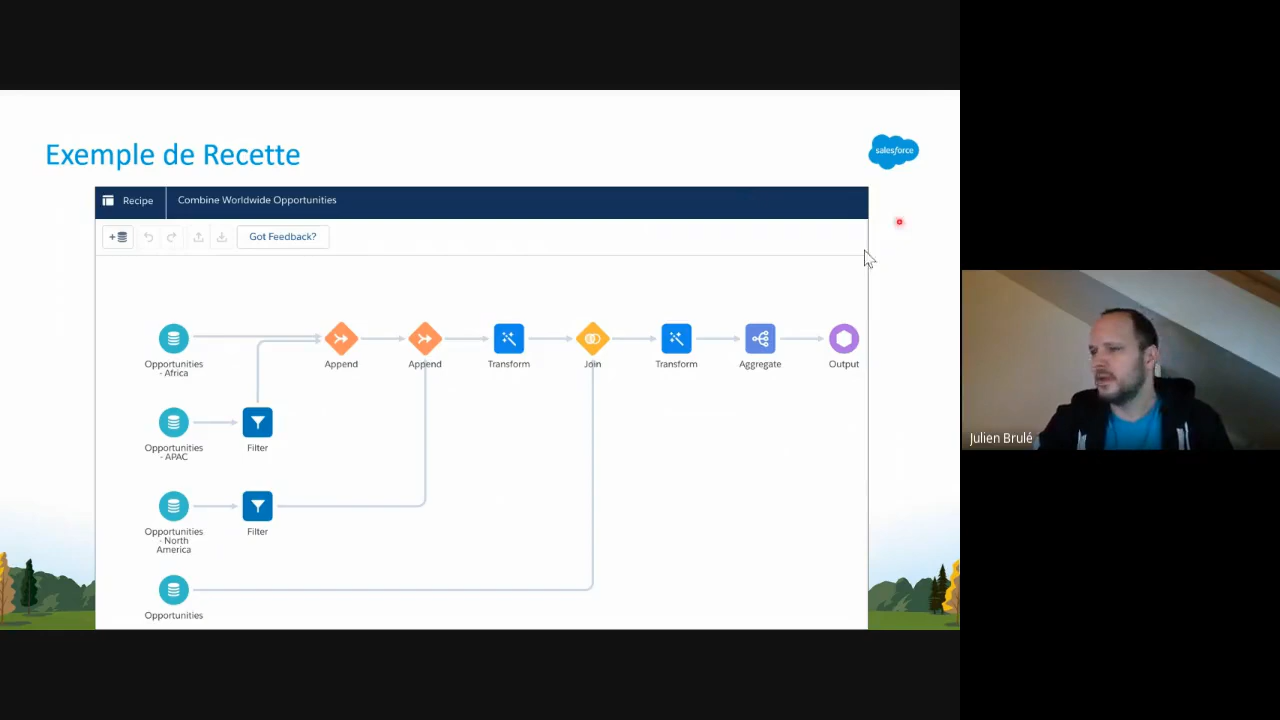 Exemple de Recette
salesforce
Recipe
Combine Worldwide Opportunities
Got Feedback?
Opportunities
- Africa
Append
Append
Transform
Join
Transform
Aggregate
Output
Opportunities
- APAC
Filter
Opportunities
- North
America
Filter
Opportunities
Julien Brulé